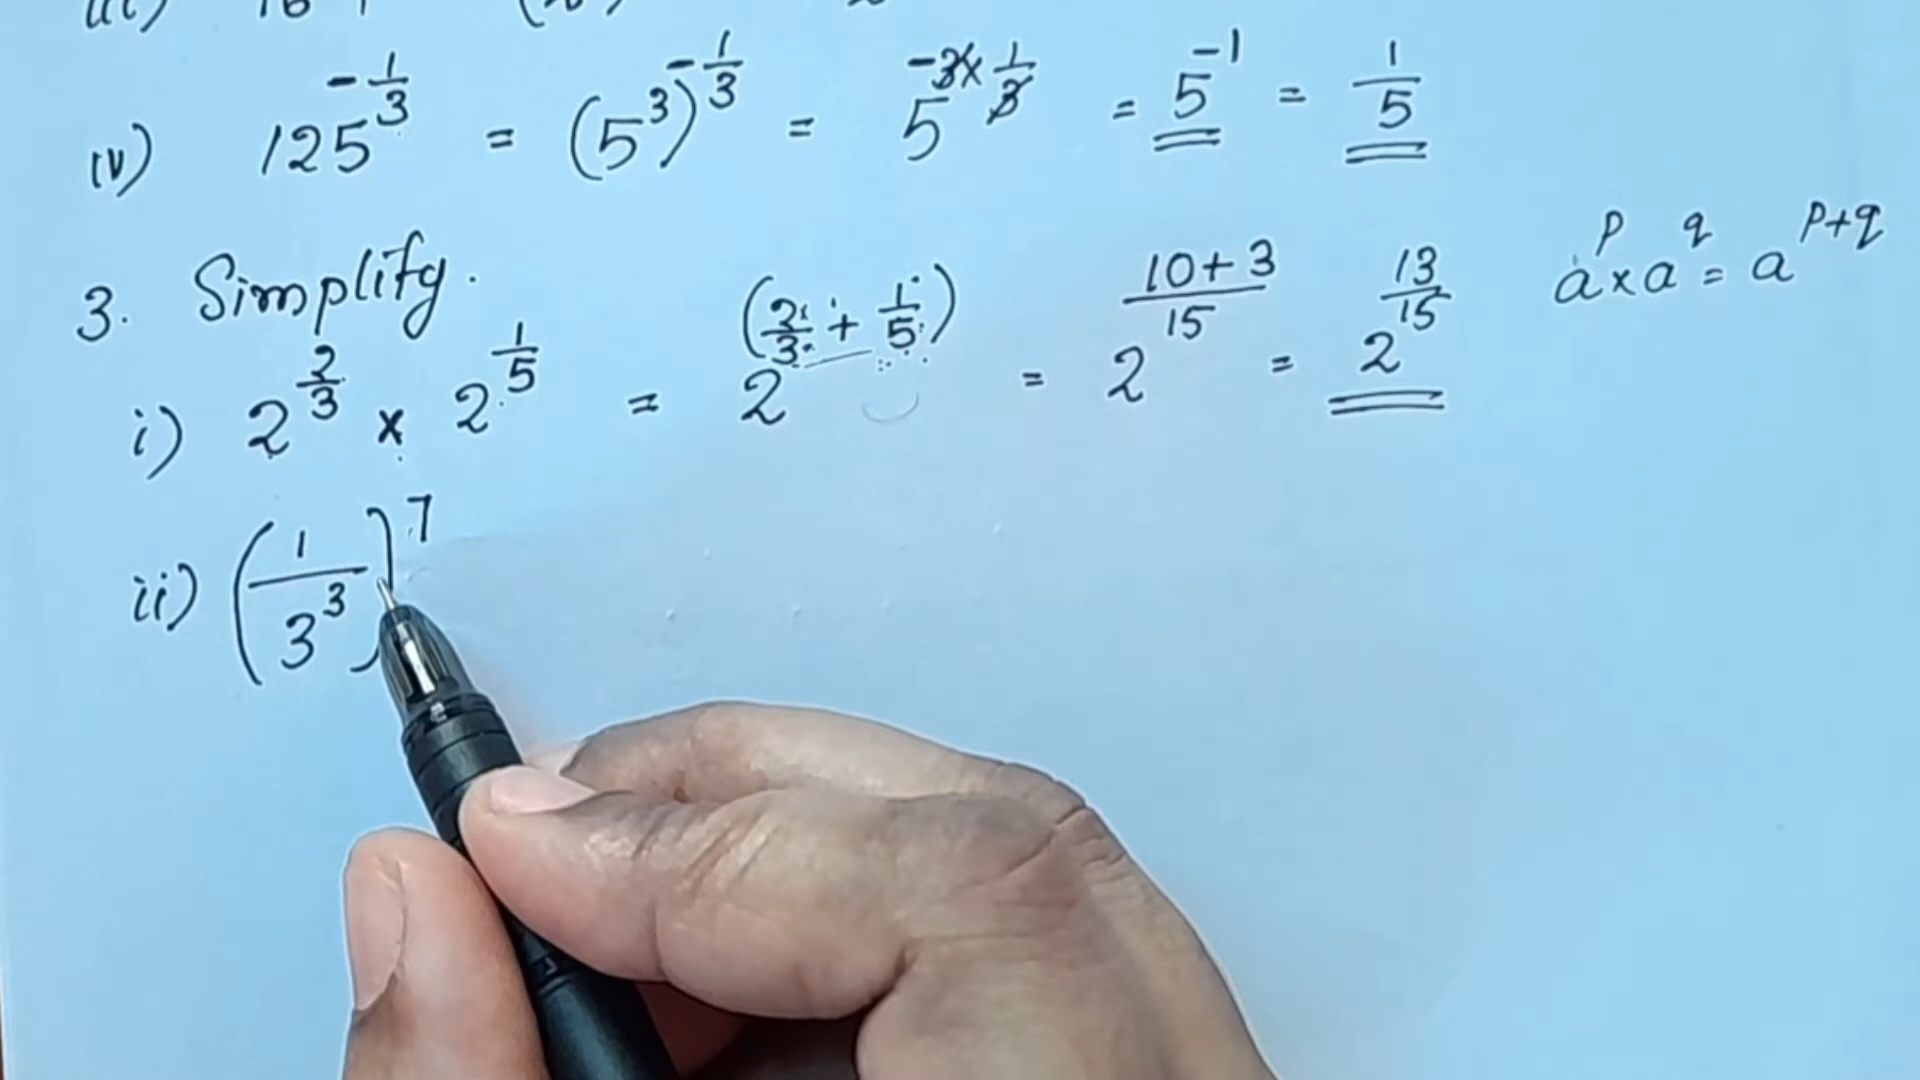 iv) 125^(-1/3) = (5^3)^(-1/3) = 5^(-3×1/3) = 5^(-1) = 1/5
3. Simplify.
i) 2^(2/3) × 2^(1/5) = 2^(2/3 + 1/5) = 2^((10+3)/15) = 2^(13/15) a^p × a^q = a^(p+q)
ii) (1/3^3)^7